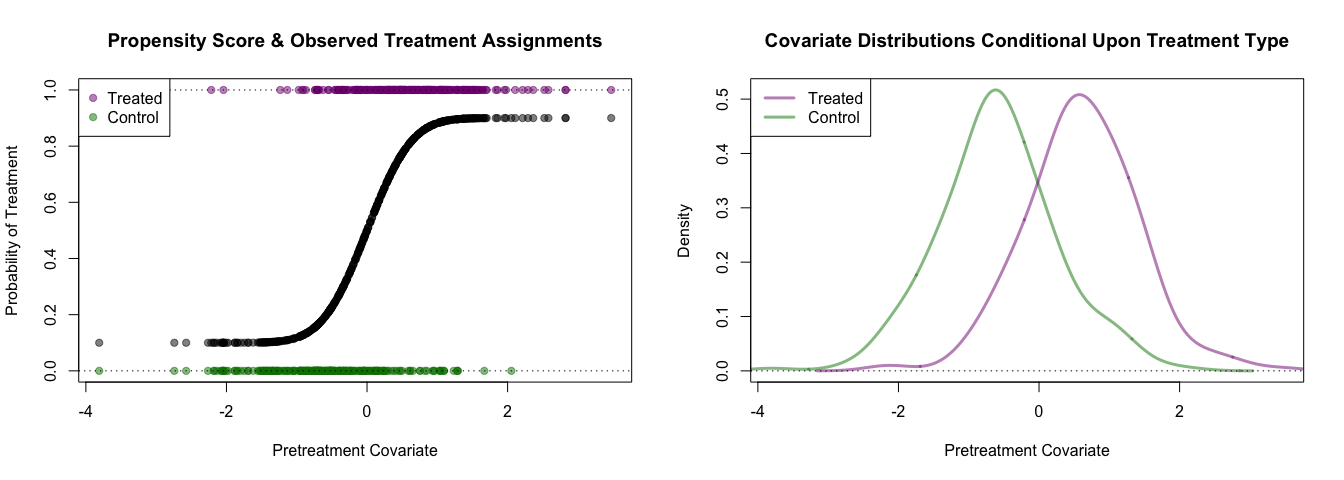 Propensity Score & Observed Treatment Assignments
Treated
Control
Probability of Treatment
0.0
0.2
0.4
0.6
0.8
1.0
-4
-2
0
2
Pretreatment Covariate
Covariate Distributions Conditional Upon Treatment Type
Treated
Control
Density
0.0
0.1
0.2
0.3
0.4
0.5
-4
-2
0
2
Pretreatment Covariate